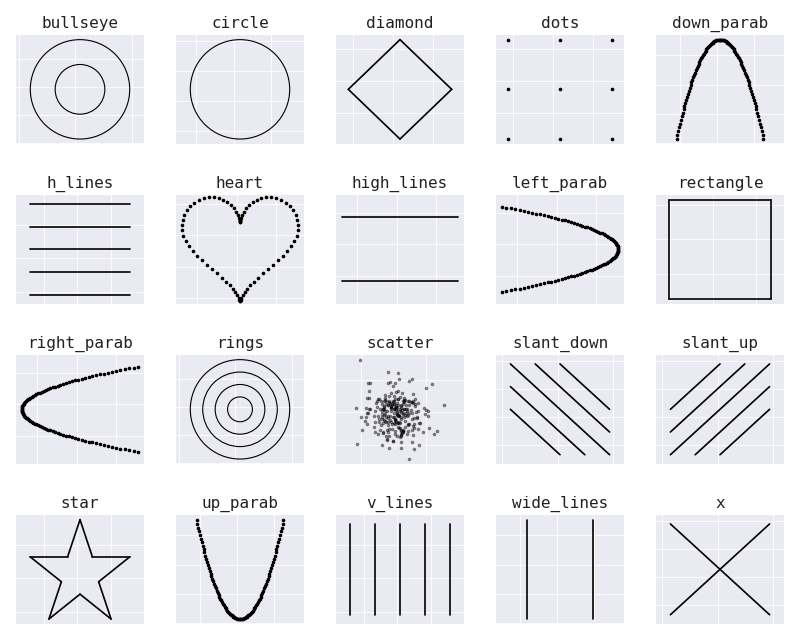 bullseye
circle
diamond
dots
down_parab
h_lines
heart
high_lines
left_parab
rectangle
right_parab
rings
scatter
slant_down
slant_up
star
up_parab
v_lines
wide_lines
x